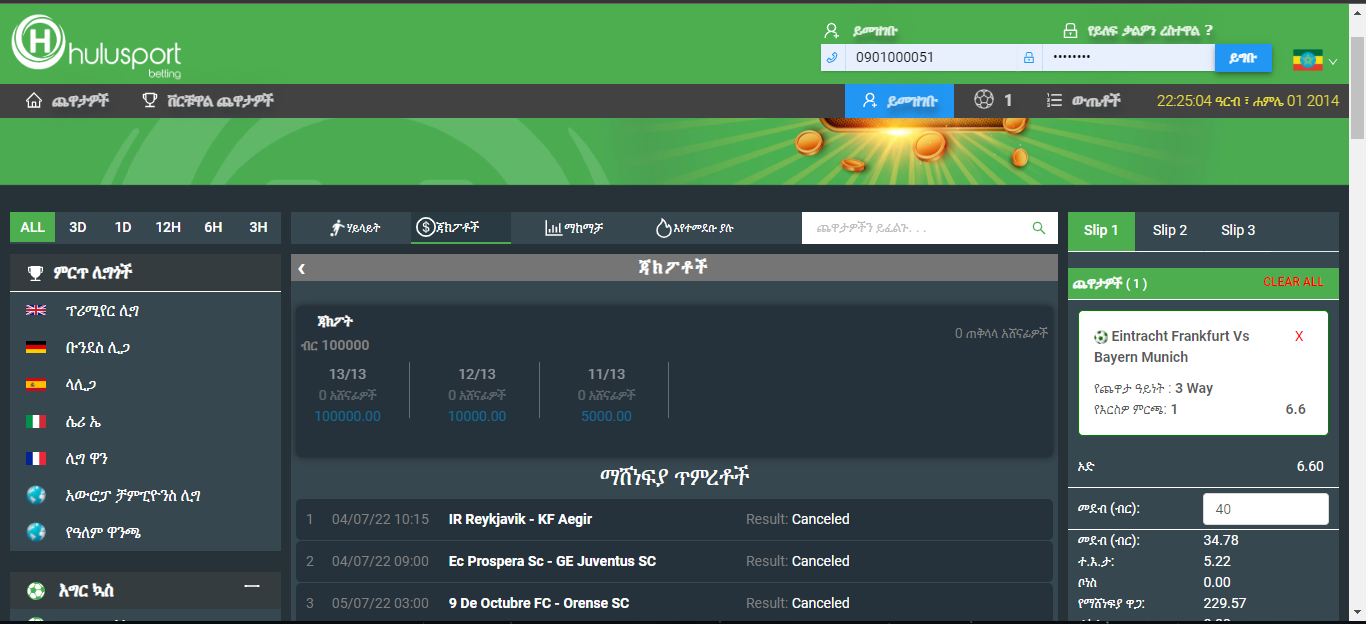 H hulusport
betting
ይመዝገቡ
የይለፍ ቃልዎን ረስተዋል ?
0901000051
••••••••
ይግቡ
ጨዋታዎች
ቨርቹዋል ጨዋታዎች
ይመዝገቡ
1
ውጤቶች
22:25:04 ዓርብ ፣ ሐምሌ 01 2014
ALL 3D 1D 12H 6H 3H
ሃይላይት
ጃክፖቶች
ማከማቻ
እየተመደቡ ያሉ
ጨዋታዎችን ይፈልጉ. . .
Slip 1 Slip 2 Slip 3
ምርጥ ሊግኦች
ፕሪሚየር ሊግ
ቡንደስ ሊጋ
ላሊጋ
ሴሪ ኤ
ሊግ ዋን
አውሮፓ ቻምፒዮንስ ሊግ
የዓለም ዋንጫ
እግር ኳስ
ጃክፖቶች
ጃክፖት
ብር 100000
0 ጠቅላላ አሸናፊዎች
13/13 12/13 11/13
0 አሸናፊዎች 0 አሸናፊዎች 0 አሸናፊዎች
100000.00 10000.00 5000.00
ማሸነፍያ ጥምረቶች
1 04/07/22 10:15 IR Reykjavik - KF Aegir Result: Canceled
2 04/07/22 09:00 Ec Prospera Sc - GE Juventus SC Result: Canceled
3 05/07/22 03:00 9 De Octubre FC - Orense SC Result: Canceled
ጨዋታዎች ( 1 ) CLEAR ALL
Eintracht Frankfurt Vs X
Bayern Munich
የጨዋታ ዓይነት : 3 Way
የእርስዎ ምርጫ: 1 6.6
ኦድ 6.60
መደብ (ብር): 40
መደብ (ብር): 34.78
ተ.እ.ታ: 5.22
ቦነስ 0.00
የማሸነፍያ ዋጋ: 229.57